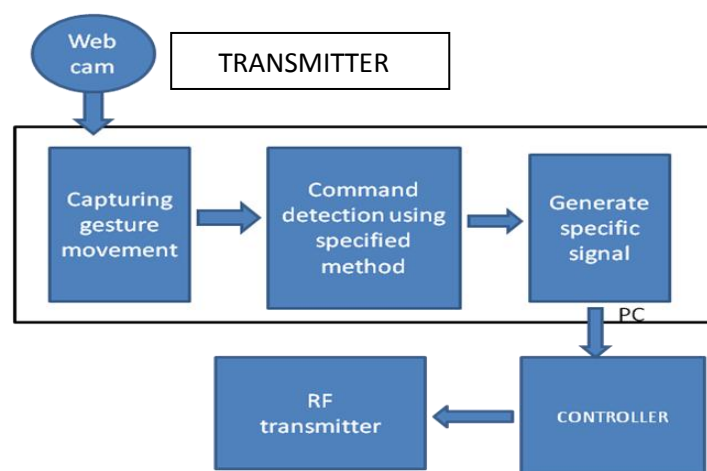 Web
cam
TRANSMITTER
Capturing
gesture
movement
Command
detection using
specified
method
Generate
specific
signal
PC
RF
transmitter
CONTROLLER